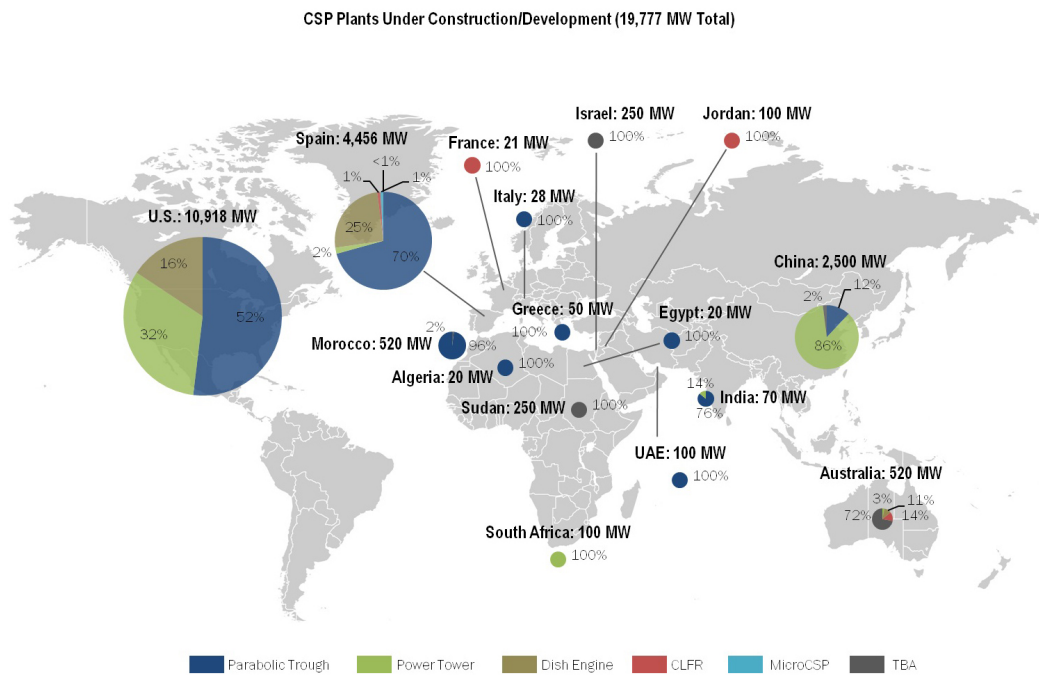 CSP Plants Under Construction/Development (19,777 MW Total)
Israel: 250 MW
100%
Jordan: 100 MW
100%
Spain: 4,456 MW
<1%
1%
1%
25%
2%
70%
France: 21 MW
100%
Italy: 28 MW
100%
U.S.: 10,918 MW
16%
32%
52%
China: 2,500 MW
2%
12%
86%
Greece: 50 MW
100%
Egypt: 20 MW
100%
Morocco: 520 MW
2%
96%
Algeria: 20 MW
100%
Sudan: 250 MW
100%
14%
India: 70 MW
76%
UAE: 100 MW
100%
Australia: 520 MW
3%
11%
72%
14%
South Africa: 100 MW
100%
Parabolic Trough
Power Tower
Dish Engine
CLFR
MicroCSP
TBA